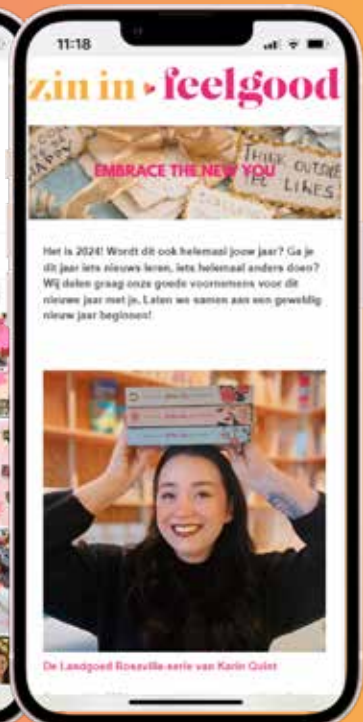 11:18
zin in feelgood
EMBRACE THE NEW YOU
THINK OUTSIDE
THE LINES
HAPPY
Het is 2024! Wordt dit ook helemaal jouw jaar? Ga je
dit jaar iets nieuws leren, iets helemaal anders doen?
Wij delen graag onze goede voornemens voor dit
nieuwe jaar met je. Laten we samen aan een geweldig
nieuw jaar beginnen!
De Landgoed Rosaville-serie van Karin Quint